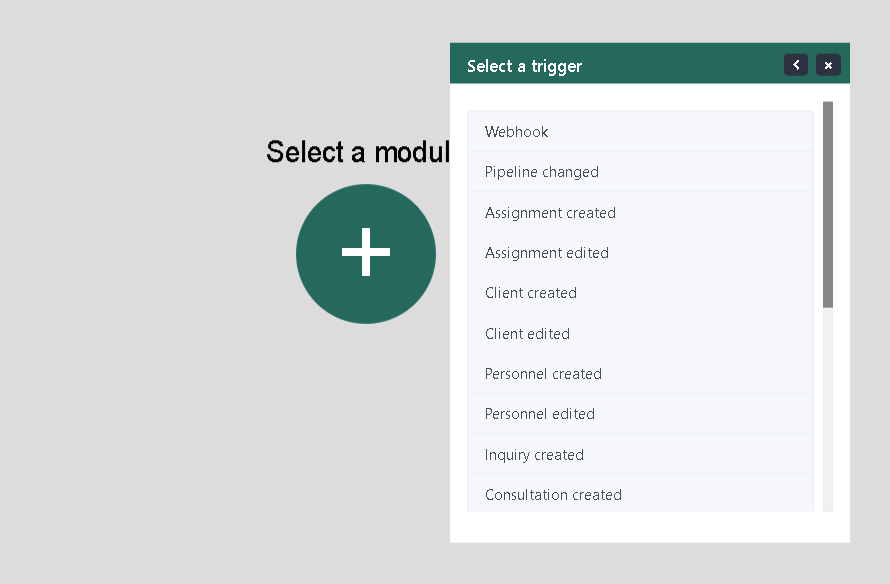 Select a trigger
Select a modul
Webhook
Pipeline changed
Assignment created
Assignment edited
Client created
Client edited
Personnel created
Personnel edited
Inquiry created
Consultation created